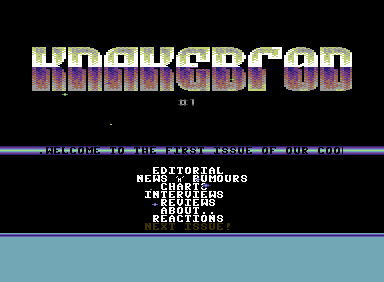 KNAKEBROD
#1
.WELCOME TO THE FIRST ISSUE OF OUR COO
EDITORIAL
NEWS 'N' RUMOURS
CHARTS
INTERVIEWS
REVIEWS
ABOUT..
REACTIONS
NEXT ISSUE!